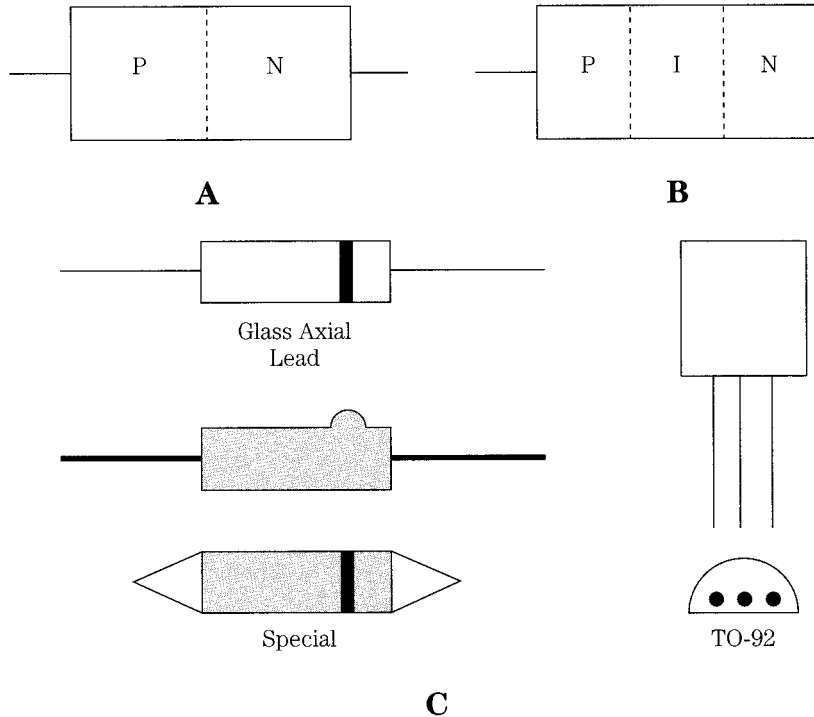 P N
P I N
A
B
Glass Axial
Lead
Special
TO-92
C